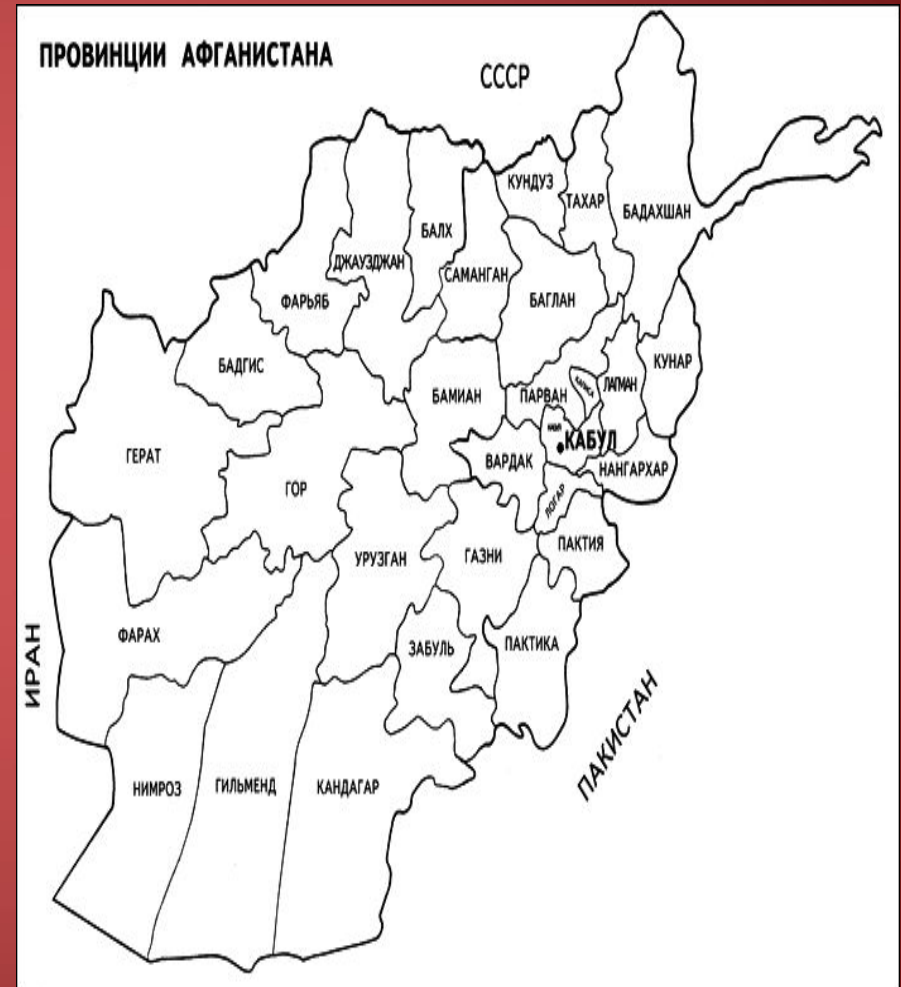 ПРОВИНЦИИ АФГАНИСТАНА
СССР
КУНДУЗ
ТАХАР
БАДАХШАН
БАЛХ
ДЖАУЗДЖАН
САМАНГАН
ФАРЬЯБ
БАГЛАН
БАДГИС
КУНАР
ЛАГМАН
БАМИАН
ПАРВАН
КАПИСА
КАБУЛ
ГЕРАТ
ВАРДАК
НАНГАРХАР
ГОР
ЛОГАР
УРУЗГАН
ГАЗНИ
ПАКТИЯ
ФАРАХ
ЗАБУЛЬ
ПАКТИКА
ИРАН
ПАКИСТАН
НИМРОЗ
ГИЛЬМЕНД
КАНДАГАР